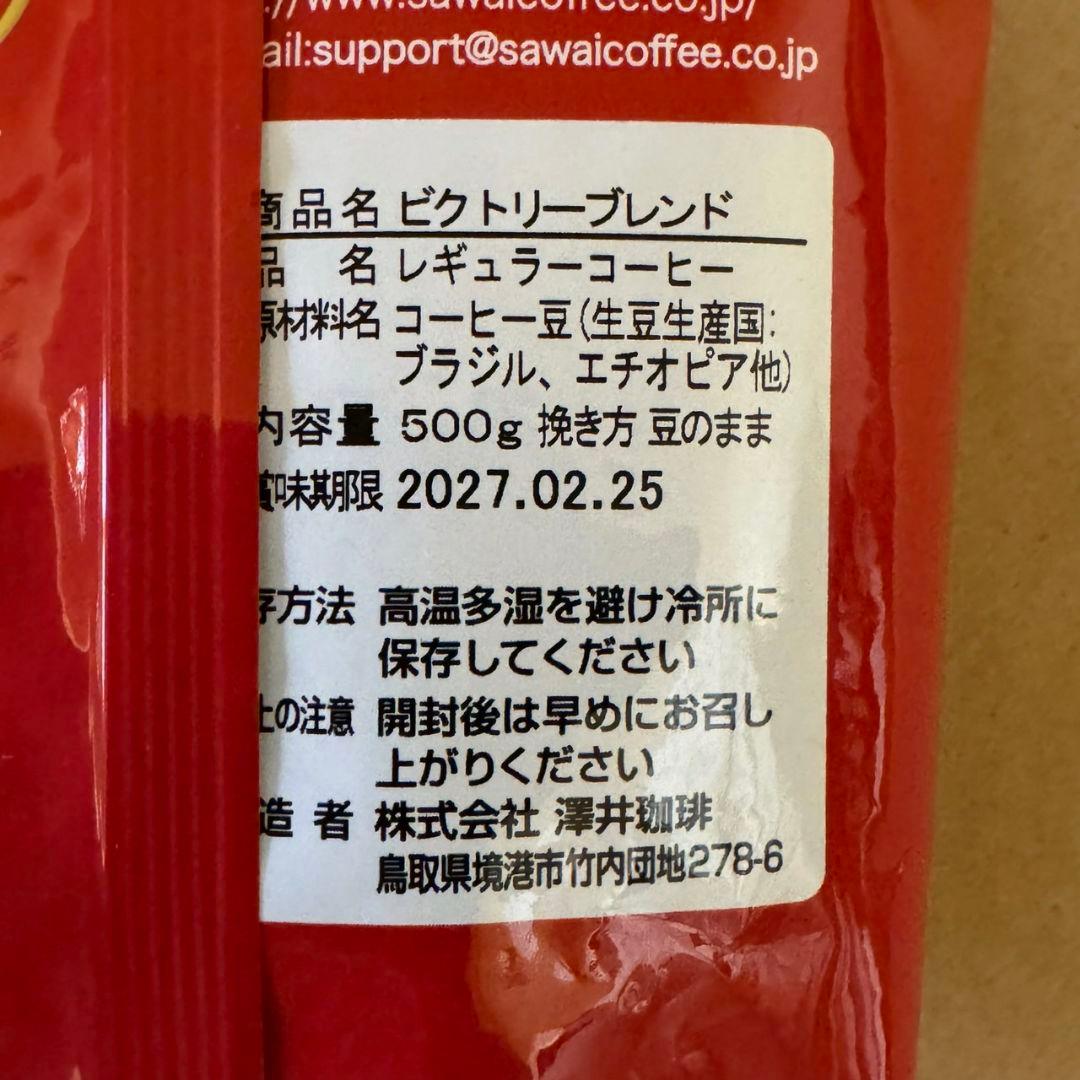 ://www.sawaicoffee.co.jp/
ail:support@sawaicoffee.co.jp
商品名 ビクトリーブレンド
品 名 レギュラーコーヒー
原材料名 コーヒー豆(生豆生産国:
ブラジル、エチオピア他)
内容量 500g 挽き方 豆のまま
賞味期限 2027.02.25
存方法 高温多湿を避け冷所に
保存してください
上の注意 開封後は早めにお召し
上がりください
造 者 株式会社 澤井珈琲
鳥取県境港市竹内団地278-6